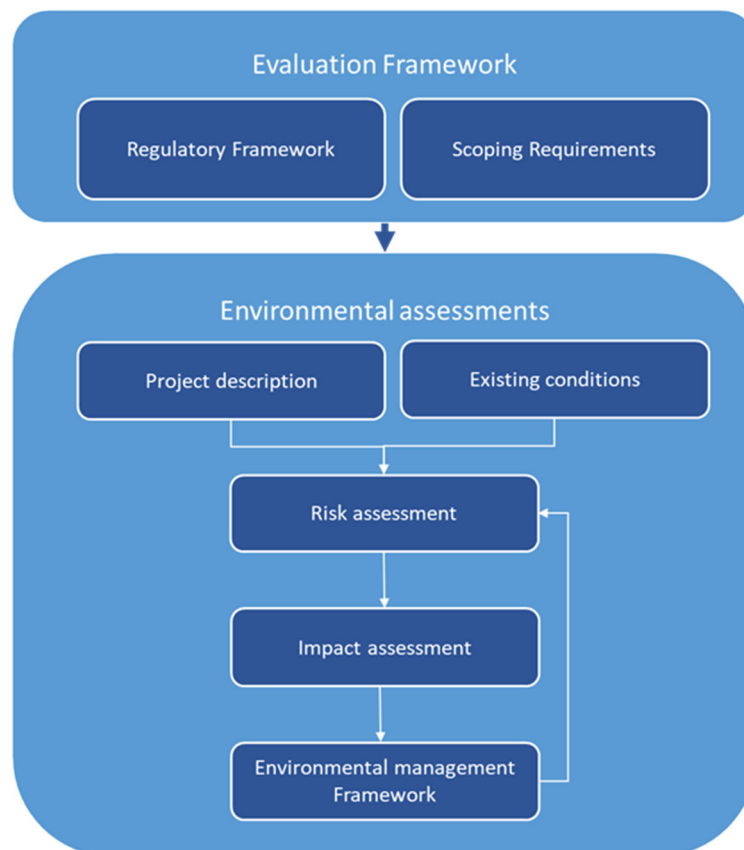 Evaluation Framework
Regulatory Framework
Scoping Requirements
Environmental assessments
Project description
Existing conditions
Risk assessment
Impact assessment
Environmental management
Framework